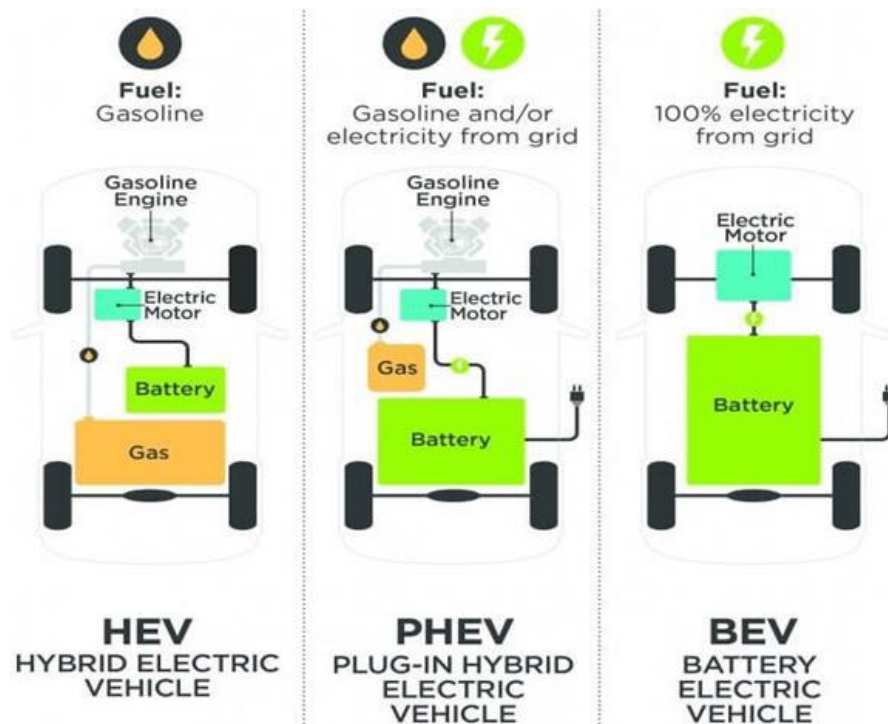 Fuel:
Gasoline
Gasoline
Engine
Electric
Motor
Battery
Gas
HEV
HYBRID ELECTRIC
VEHICLE
Fuel:
Gasoline and/or
electricity from grid
Gasoline
Engine
Electric
Motor
Gas
Battery
PHEV
PLUG-IN HYBRID
ELECTRIC
VEHICLE
Fuel:
100% electricity
from grid
Electric
Motor
Battery
BEV
BATTERY
ELECTRIC
VEHICLE